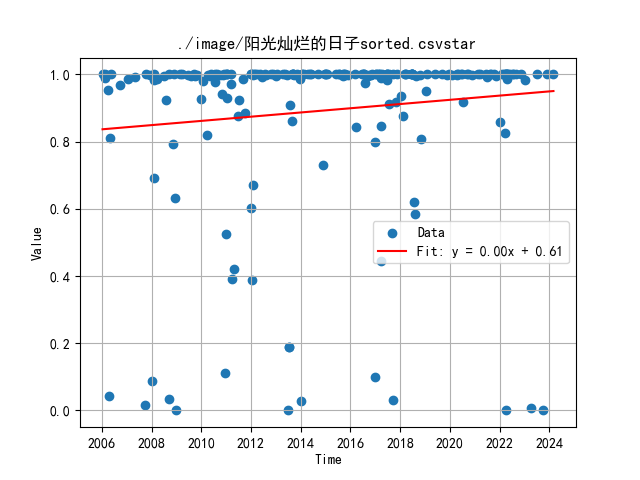 ./image/阳光灿烂的日子sorted.csvstar
1.0
0.8
0.6
0.4
0.2
0.0
Value
Data
Fit: y = 0.00x + 0.61
2006 2008 2010 2012 2014 2016 2018 2020 2022 2024
Time